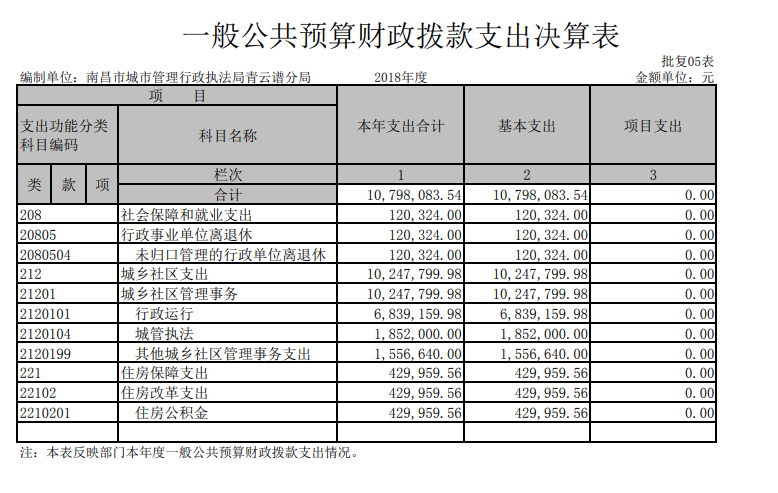 一般公共预算财政拨款支出决算表
批复05表
编制单位：南昌市城市管理行政执法局青云谱分局 2018年度 金额单位：元
项 目 本年支出合计 基本支出 项目支出
支出功能分类科目编码 科目名称
类 款 项 栏次 1 2 3
合计 10,798,083.54 10,798,083.54 0.00
208 社会保障和就业支出 120,324.00 120,324.00 0.00
20805 行政事业单位离退休 120,324.00 120,324.00 0.00
2080504 未归口管理的行政单位离退休 120,324.00 120,324.00 0.00
212 城乡社区支出 10,247,799.98 10,247,799.98 0.00
21201 城乡社区管理事务 10,247,799.98 10,247,799.98 0.00
2120101 行政运行 6,839,159.98 6,839,159.98 0.00
2120104 城管执法 1,852,000.00 1,852,000.00 0.00
2120199 其他城乡社区管理事务支出 1,556,640.00 1,556,640.00 0.00
221 住房保障支出 429,959.56 429,959.56 0.00
22102 住房改革支出 429,959.56 429,959.56 0.00
2210201 住房公积金 429,959.56 429,959.56 0.00
注：本表反映部门本年度一般公共预算财政拨款支出情况。